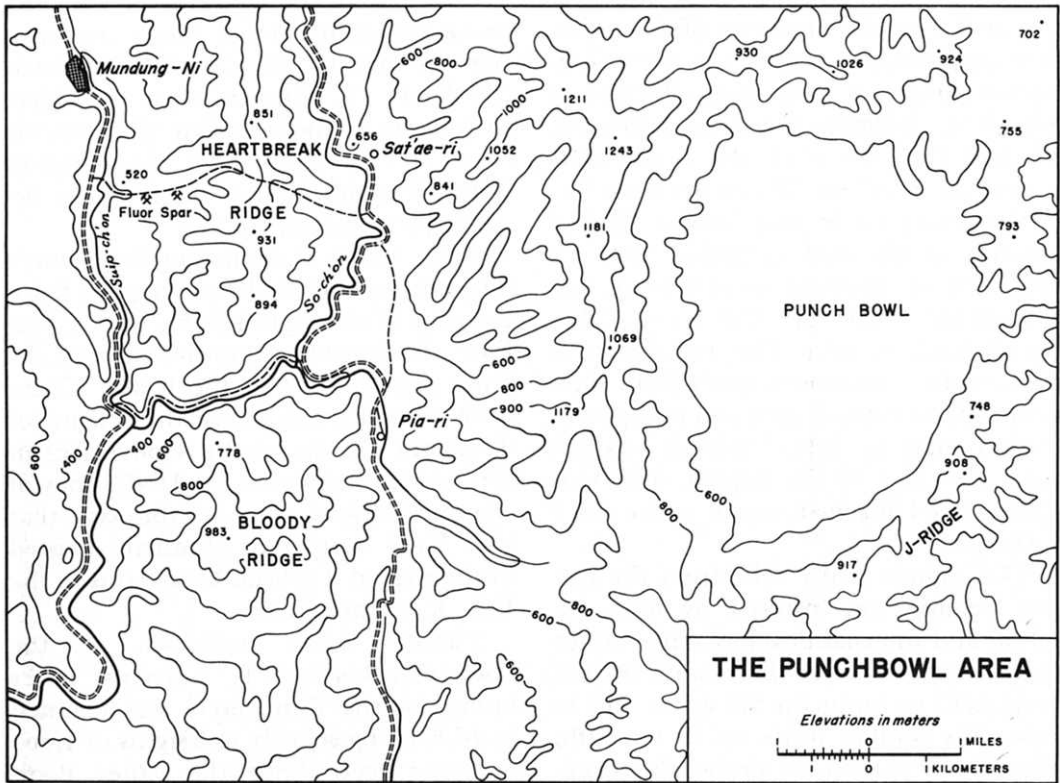 702
930
924
1026
600
800
Mundung-Ni
1000
1211
851
755
656
HEARTBREAK
Sat'ae-ri
1243
1052
520
841
Fluor Spar
RIDGE
Suip-ch'on
931
1181
793
So-ch'on
894
PUNCH BOWL
1069
600
800
900
748
1179
400
400
Pia-ri
600
600
778
908
800
600
800
BLOODY
983
J-RIDGE
RIDGE
917
800
600
600
THE PUNCHBOWL AREA
Elevations in meters
1 0 1 MILES
1 0 1 KILOMETERS